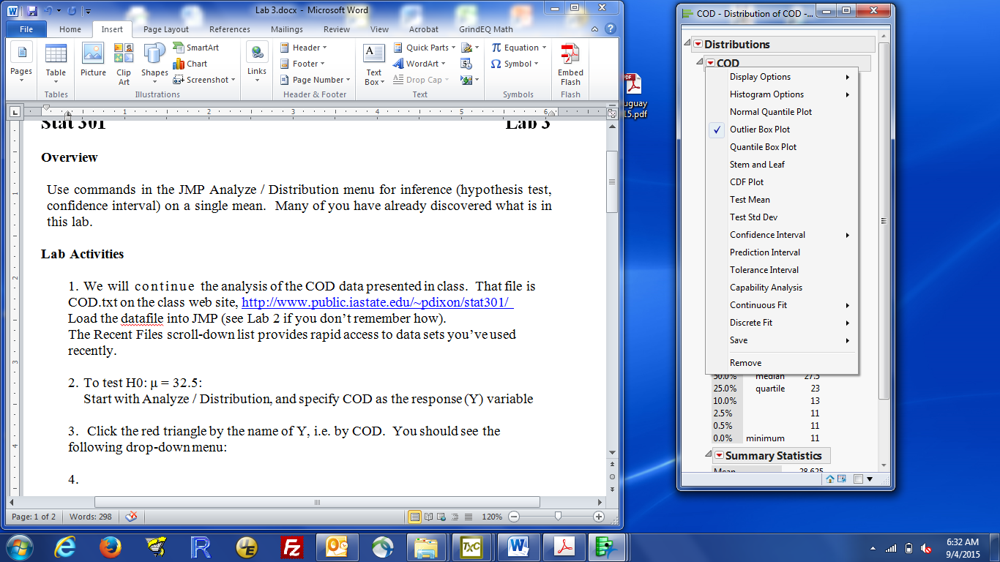 Lab 3.docx - Microsoft Word
File Home Insert Page Layout References Mailings Review View Acrobat GrindEQ Math
Pages
Table
Tables
Picture
Clip Art
Shapes
SmartArt
Chart
Screenshot
Illustrations
Links
Header
Footer
Page Number
Header & Footer
Text Box
Quick Parts
WordArt
Drop Cap
Text
Equation
Symbol
Symbols
Embed Flash
Flash
1 2 3 4 5 6
Stat 301 Lab 3
Overview
Use commands in the JMP Analyze / Distribution menu for inference (hypothesis test,
confidence interval) on a single mean. Many of you have already discovered what is in
this lab.
Lab Activities
1. We will continue the analysis of the COD data presented in class. That file is
COD.txt on the class web site, http://www.public.iastate.edu/~pdixon/stat301/
Load the datafile into JMP (see Lab 2 if you don't remember how).
The Recent Files scroll-down list provides rapid access to data sets you've used
recently.
2. To test H0: μ = 32.5:
Start with Analyze / Distribution, and specify COD as the response (Y) variable
3. Click the red triangle by the name of Y, i.e. by COD. You should see the
following drop-down menu:
4.
Page: 1 of 2 Words: 298 120%
PDF
uguay
15.pdf
COD - Distribution of COD -...
Distributions
COD
Display Options
Histogram Options
Normal Quantile Plot
Outlier Box Plot
Quantile Box Plot
Stem and Leaf
CDF Plot
Test Mean
Test Std Dev
Confidence Interval
Prediction Interval
Tolerance Interval
Capability Analysis
Continuous Fit
Discrete Fit
Save
Remove
50.0% median 27.5
25.0% quartile 23
10.0% 13
2.5% 11
0.5% 11
0.0% minimum 11
Summary Statistics
Mean 28.625
6:32 AM
9/4/2015